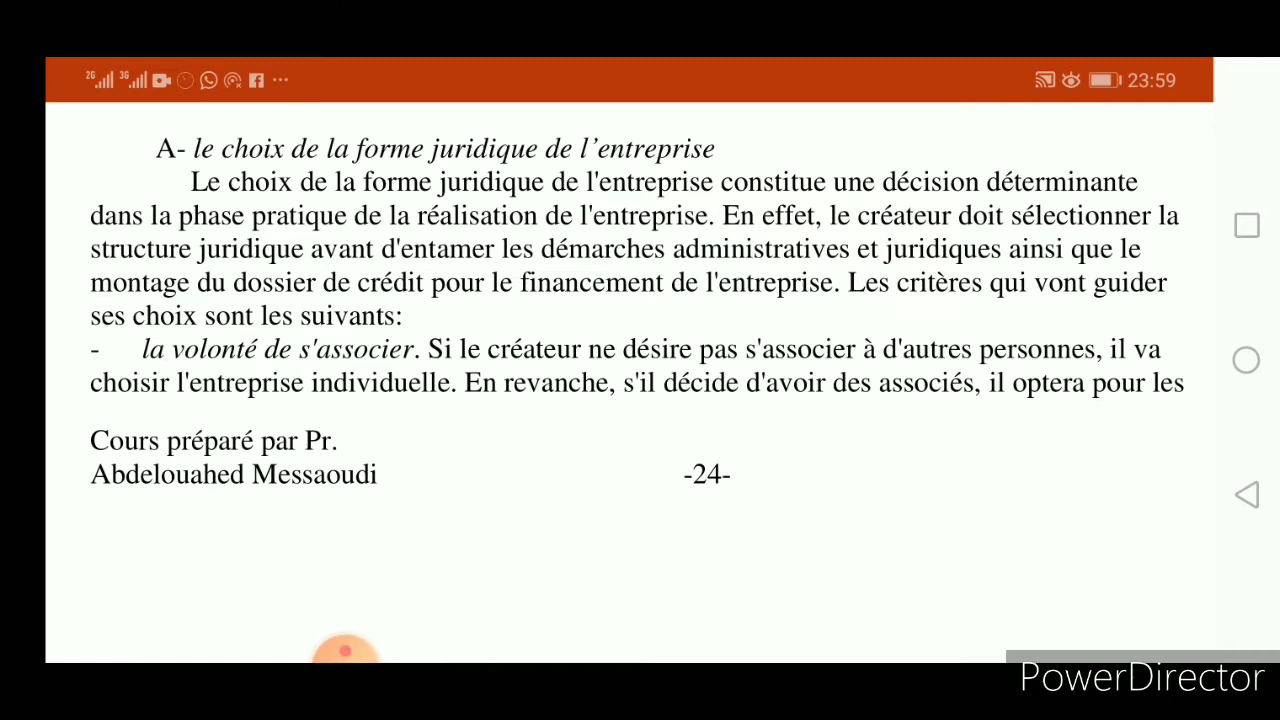 2G 3G 23:59
A- le choix de la forme juridique de l’entreprise
Le choix de la forme juridique de l'entreprise constitue une décision déterminante
dans la phase pratique de la réalisation de l'entreprise. En effet, le créateur doit sélectionner la
structure juridique avant d'entamer les démarches administratives et juridiques ainsi que le
montage du dossier de crédit pour le financement de l'entreprise. Les critères qui vont guider
ses choix sont les suivants:
- la volonté de s'associer. Si le créateur ne désire pas s'associer à d'autres personnes, il va
choisir l'entreprise individuelle. En revanche, s'il décide d'avoir des associés, il optera pour les
Cours préparé par Pr.
Abdelouahed Messaoudi -24-
PowerDirector